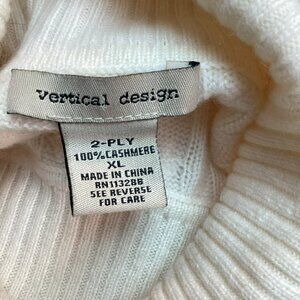 vertical design
2-PLY
100% CASHMERE
XL
MADE IN CHINA
RN113288
SEE REVERSE
FOR CARE